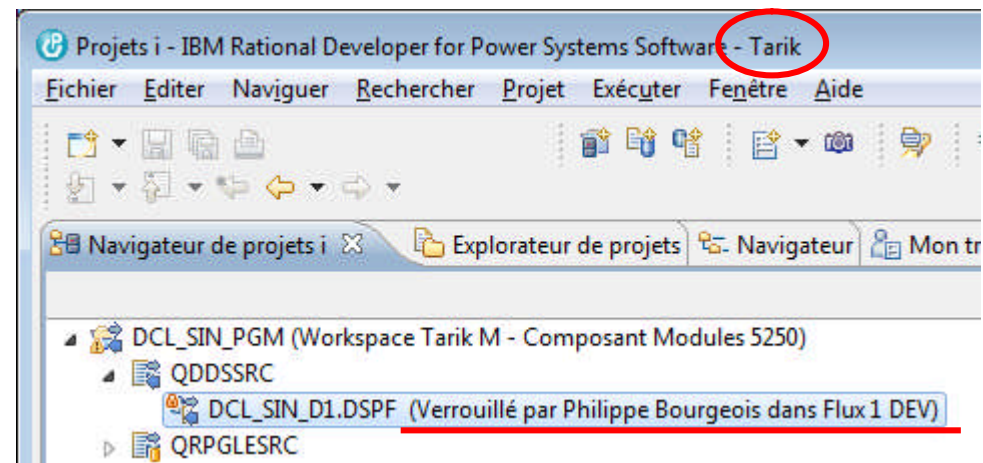 Projets i - IBM Rational Developer for Power Systems Software - Tarik
Fichier Editer Naviguer Rechercher Projet Exécuter Fenêtre Aide
Navigateur de projets i Explorateur de projets Navigateur Mon tr
DCL_SIN_PGM (Workspace Tarik M - Composant Modules 5250)
QDDSSRC
DCL_SIN_D1.DSPF (Verrouillé par Philippe Bourgeois dans Flux 1 DEV)
QRPGLESRC